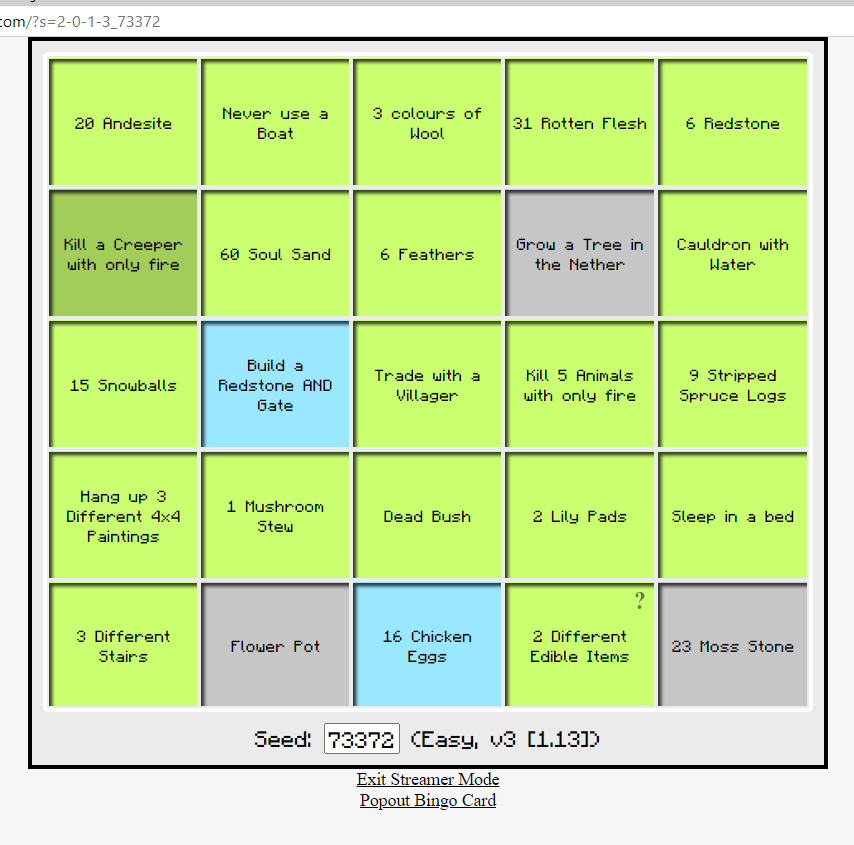 com/?s=2-0-1-3_73372
20 Andesite
Never use a
Boat
3 colours of
Wool
31 Rotten Flesh
6 Redstone
Kill a Creeper
with only fire
60 Soul Sand
6 Feathers
Grow a Tree in
the Nether
Cauldron with
Water
15 Snowballs
Build a
Redstone AND
Gate
Trade with a
Villager
Kill 5 Animals
with only fire
9 Stripped
Spruce Logs
Hang up 3
Different 4x4
Paintings
1 Mushroom
Stew
Dead Bush
2 Lily Pads
Sleep in a bed
3 Different
Stairs
Flower Pot
16 Chicken
Eggs
?
2 Different
Edible Items
23 Moss Stone
Seed: 73372 (Easy, v3 [1.13])
Exit Streamer Mode
Popout Bingo Card